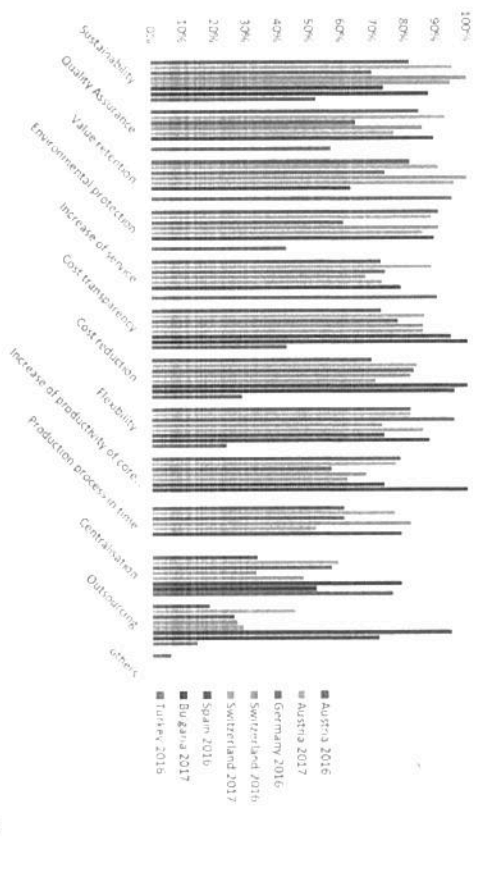 100%
90%
80%
70%
60%
50%
40%
30%
20%
10%
0%
Sustainability
Quality Assurance
Value retention
Environmental protection
Increase of service
Cost transparency
Cost reduction
Flexibility
Increase of productivity of core...
Production process in time
Centralisation
Outsourcing
others
Austria 2016
Austria 2017
Germany 2016
Switzerland 2016
Switzerland 2017
Spain 2016
Bulgaria 2017
Turkey 2016